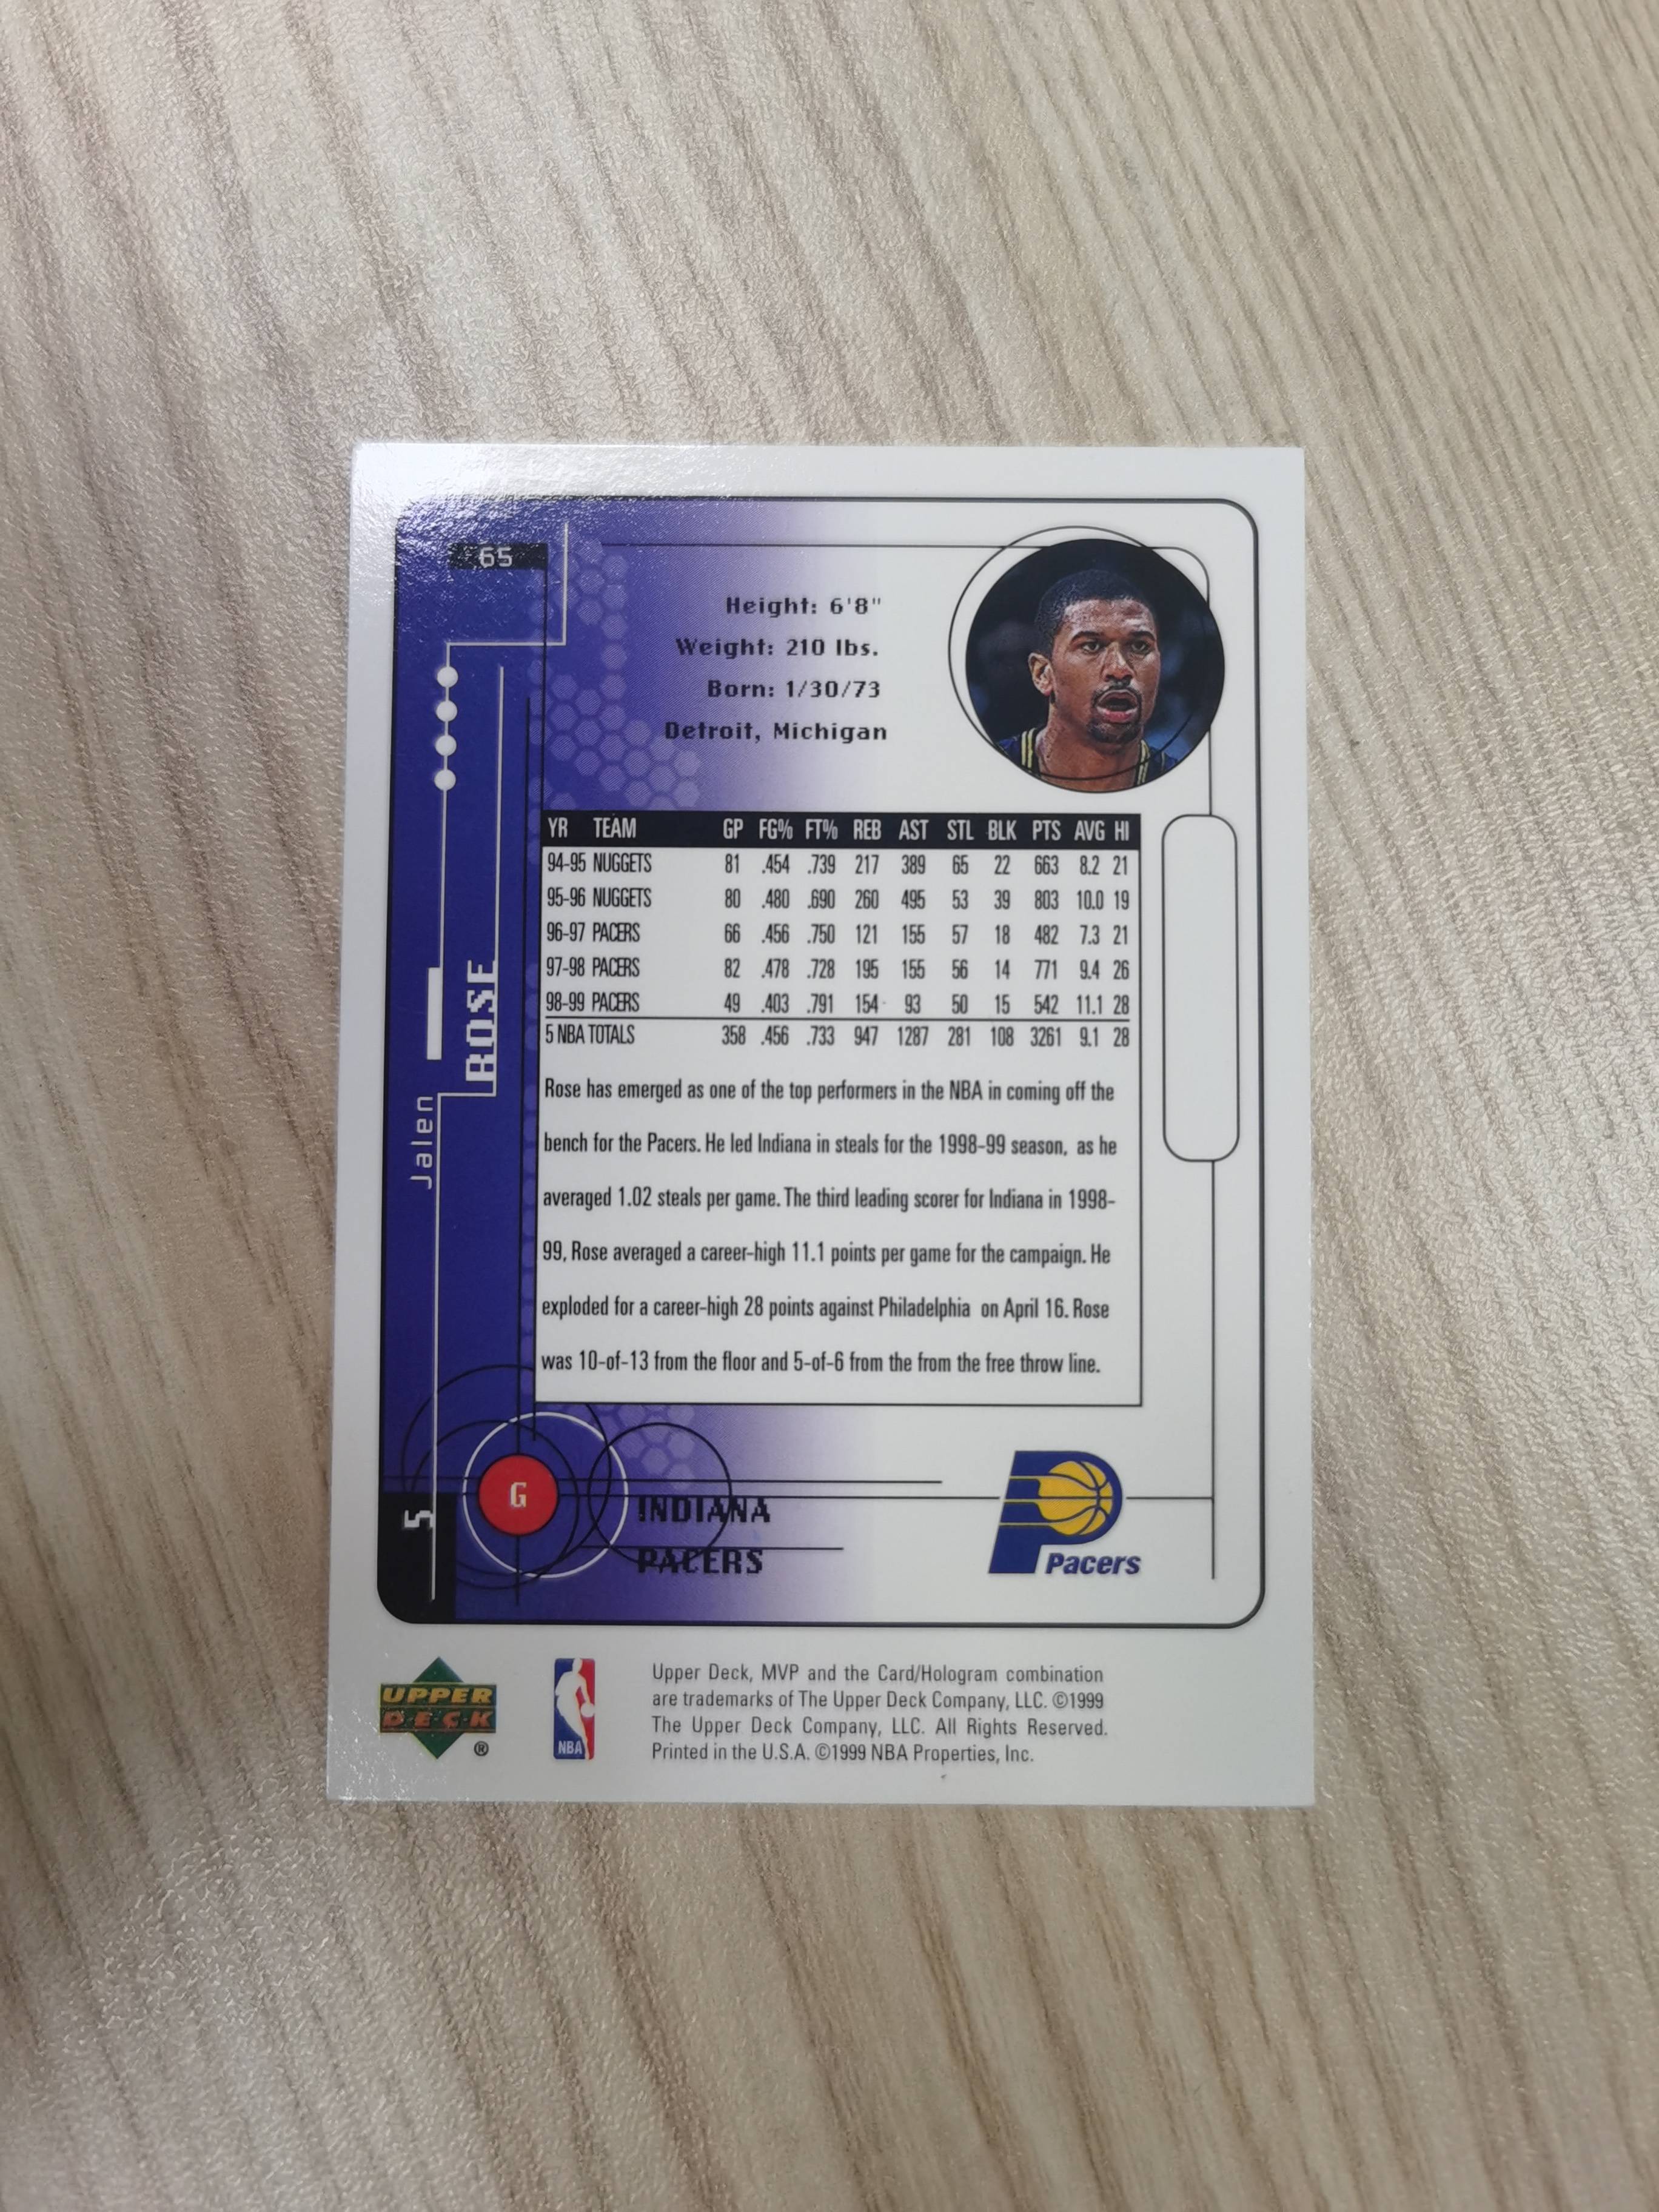 65
Height: 6'8"
Weight: 210 lbs.
Born: 1/30/73
Detroit, Michigan
Jalen
ROSE
YR TEAM GP FG% FT% REB AST STL BLK PTS AVG HI
94-95 NUGGETS 81 .454 .739 217 389 65 22 663 8.2 21
95-96 NUGGETS 80 .480 .690 260 495 53 39 803 10.0 19
96-97 PACERS 66 .456 .750 121 155 57 18 482 7.3 21
97-98 PACERS 82 .478 .728 195 155 56 14 771 9.4 26
98-99 PACERS 49 .403 .791 154 93 50 15 542 11.1 28
5 NBA TOTALS 358 .456 .733 947 1287 281 108 3261 9.1 28
Rose has emerged as one of the top performers in the NBA in coming off the
bench for the Pacers. He led Indiana in steals for the 1998-99 season, as he
averaged 1.02 steals per game. The third leading scorer for Indiana in 1998-
99, Rose averaged a career-high 11.1 points per game for the campaign. He
exploded for a career-high 28 points against Philadelphia on April 16. Rose
was 10-of-13 from the floor and 5-of-6 from the from the free throw line.
5
G
INDIANA
PACERS
Pacers
UPPER
DECK
®
NBA
Upper Deck, MVP and the Card/Hologram combination
are trademarks of The Upper Deck Company, LLC. ©1999
The Upper Deck Company, LLC. All Rights Reserved.
Printed in the U.S.A. ©1999 NBA Properties, Inc.